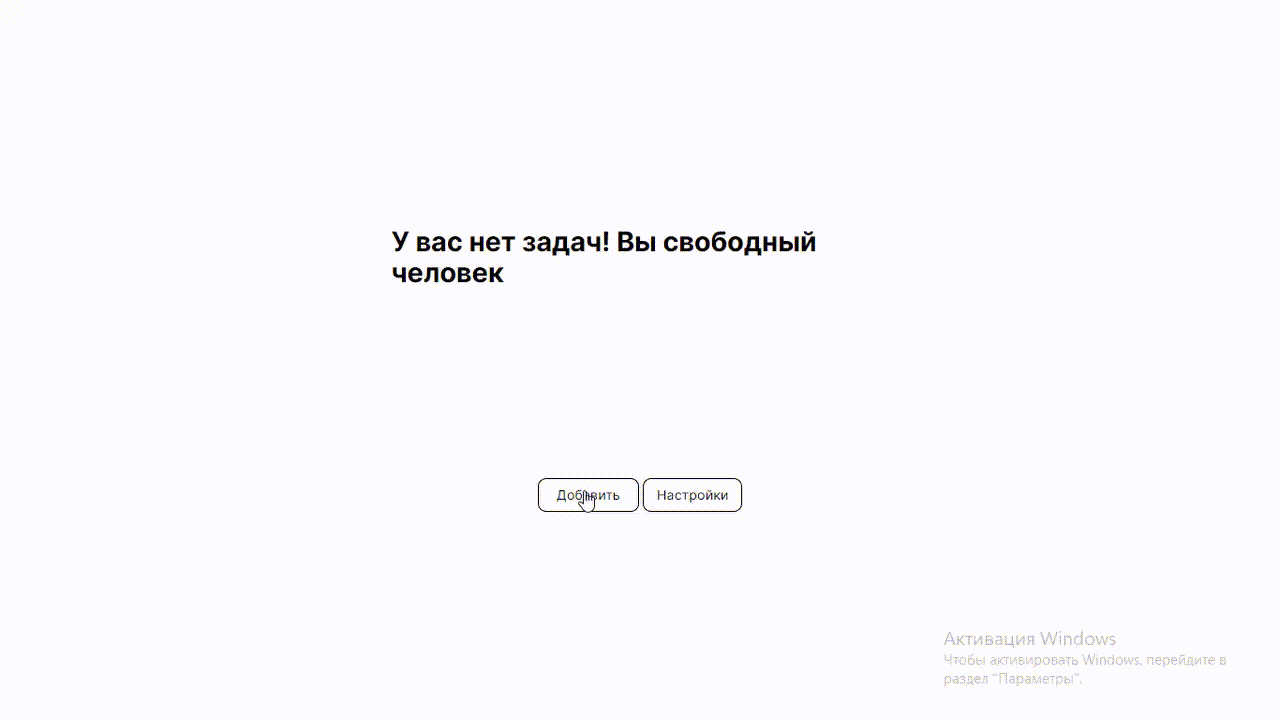 У вас нет задач! Вы свободный
человек
Добавить
Настройки
Активация Windows
Чтобы активировать Windows, перейдите в
раздел "Параметры".